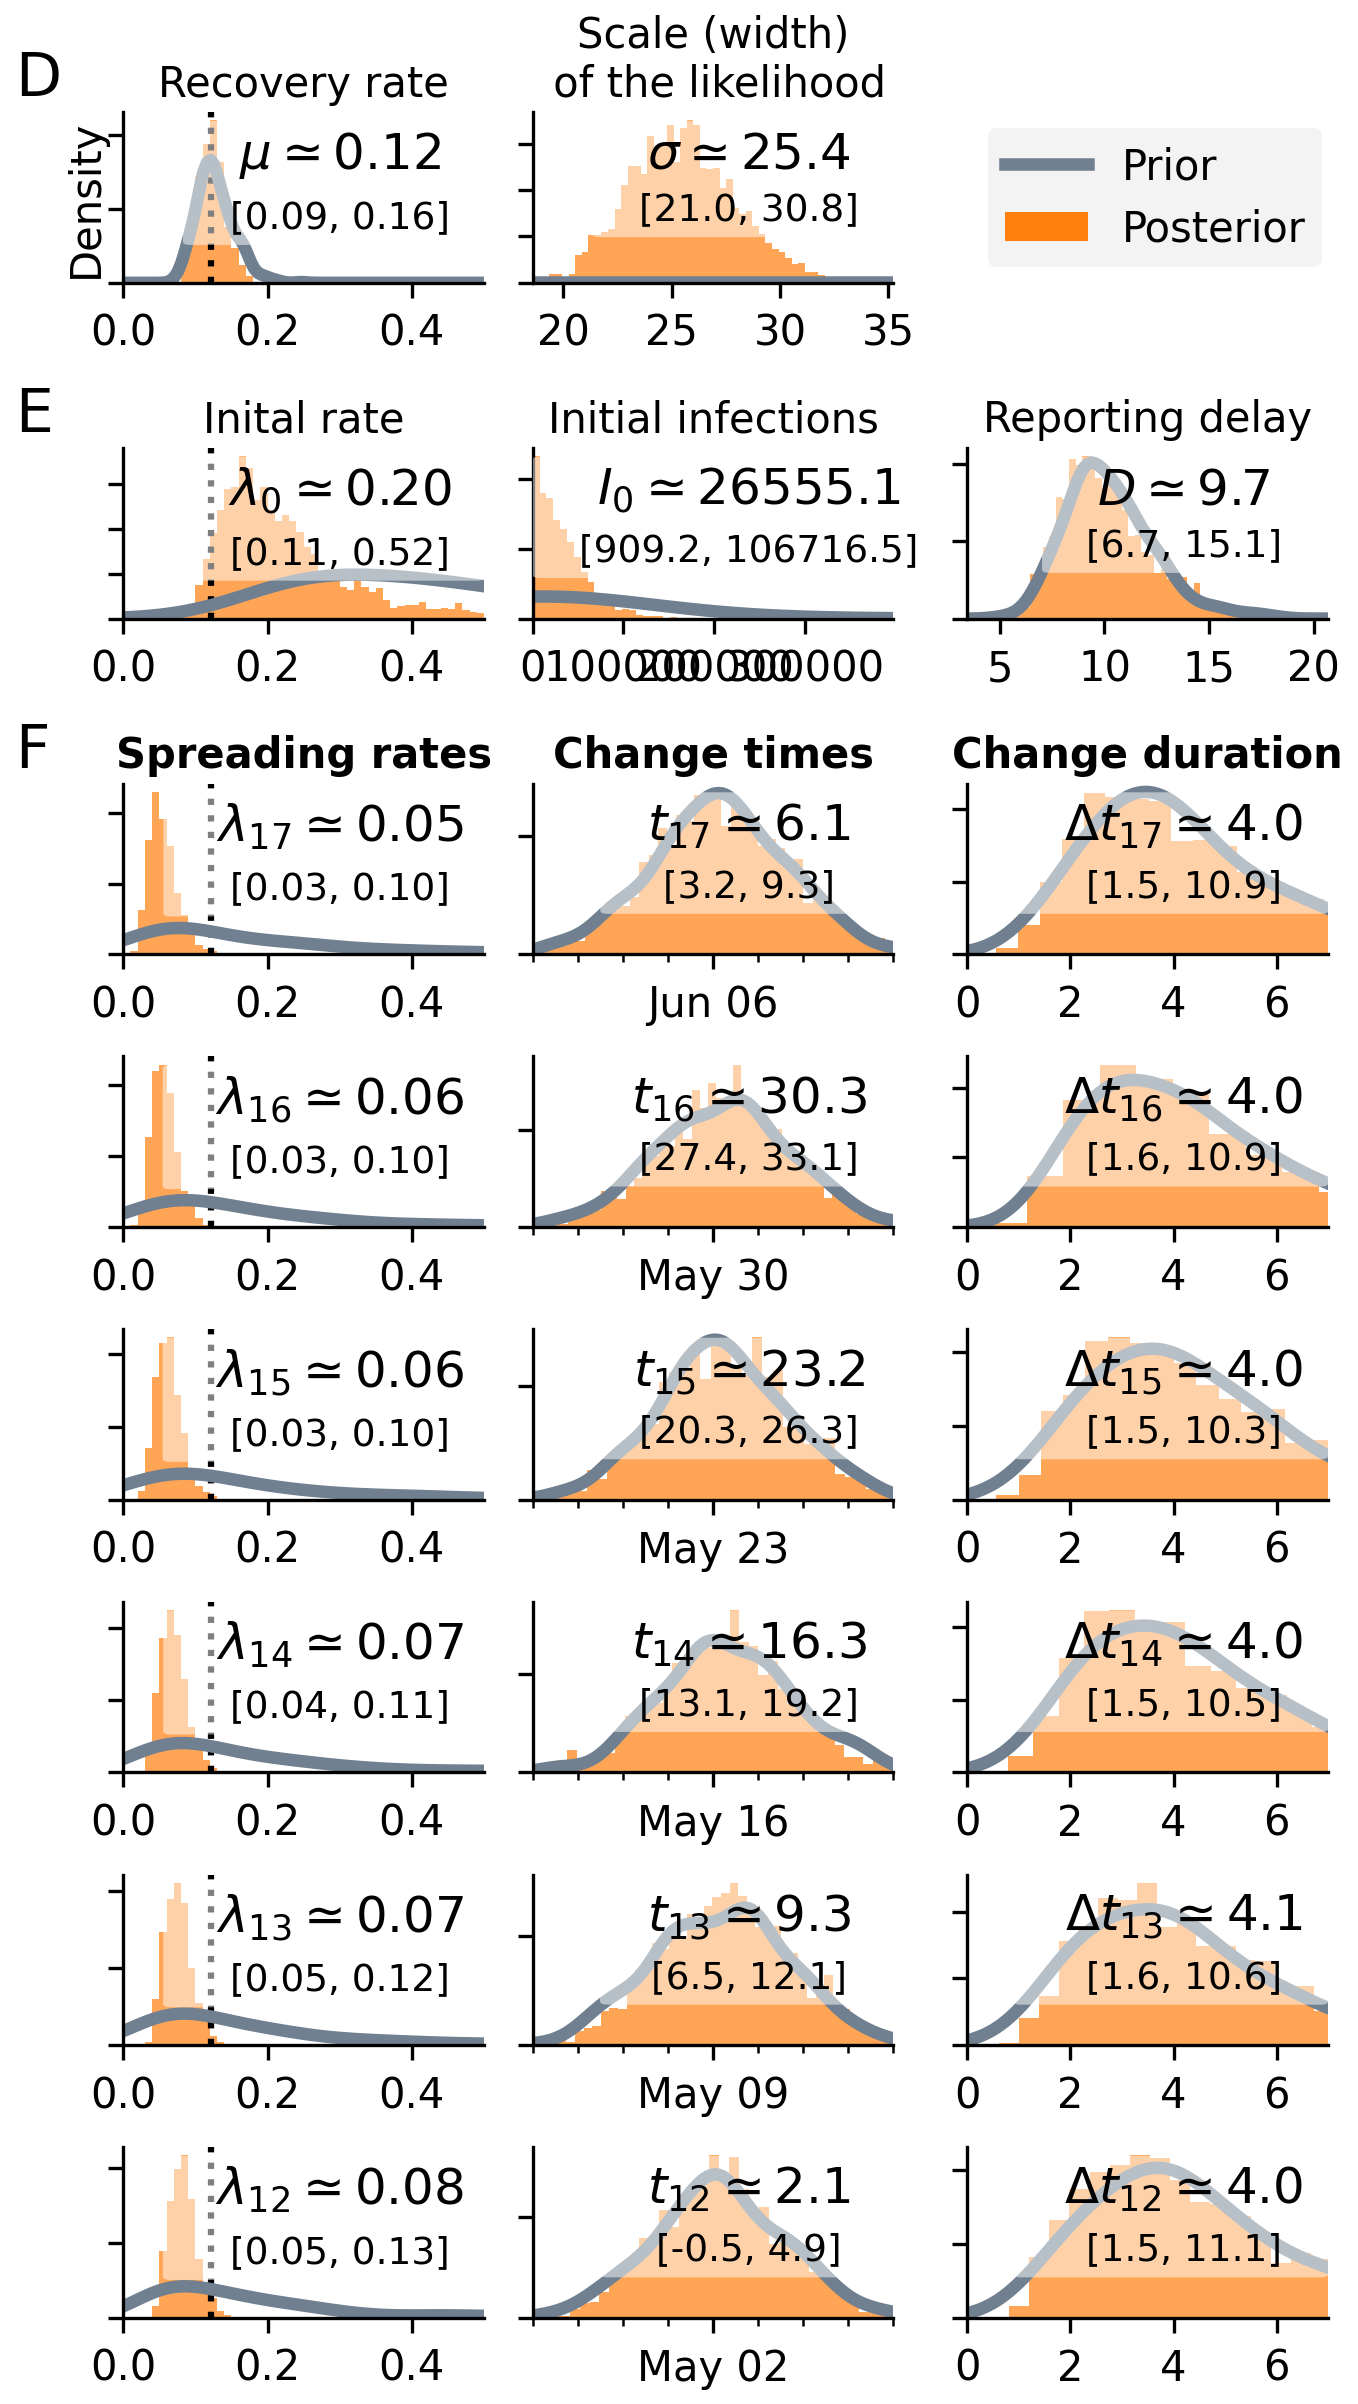 D
Recovery rate
Scale (width)
of the likelihood
Density
μ ≃ 0.12
[0.09, 0.16]
σ ≃ 25.4
[21.0, 30.8]
Prior
Posterior
0.0 0.2 0.4
20 25 30 35
E
Inital rate
Initial infections
Reporting delay
λ0 ≃ 0.20
[0.11, 0.52]
I0 ≃ 26555.1
[909.2, 106716.5]
D ≃ 9.7
[6.7, 15.1]
0.0 0.2 0.4
0 100000 200000 300000
5 10 15 20
F
Spreading rates
Change times
Change duration
λ17 ≃ 0.05
[0.03, 0.10]
t17 ≃ 6.1
[3.2, 9.3]
Δt17 ≃ 4.0
[1.5, 10.9]
0.0 0.2 0.4
Jun 06
0 2 4 6
λ16 ≃ 0.06
[0.03, 0.10]
t16 ≃ 30.3
[27.4, 33.1]
Δt16 ≃ 4.0
[1.6, 10.9]
0.0 0.2 0.4
May 30
0 2 4 6
λ15 ≃ 0.06
[0.03, 0.10]
t15 ≃ 23.2
[20.3, 26.3]
Δt15 ≃ 4.0
[1.5, 10.3]
0.0 0.2 0.4
May 23
0 2 4 6
λ14 ≃ 0.07
[0.04, 0.11]
t14 ≃ 16.3
[13.1, 19.2]
Δt14 ≃ 4.0
[1.5, 10.5]
0.0 0.2 0.4
May 16
0 2 4 6
λ13 ≃ 0.07
[0.05, 0.12]
t13 ≃ 9.3
[6.5, 12.1]
Δt13 ≃ 4.1
[1.6, 10.6]
0.0 0.2 0.4
May 09
0 2 4 6
λ12 ≃ 0.08
[0.05, 0.13]
t12 ≃ 2.1
[-0.5, 4.9]
Δt12 ≃ 4.0
[1.5, 11.1]
0.0 0.2 0.4
May 02
0 2 4 6